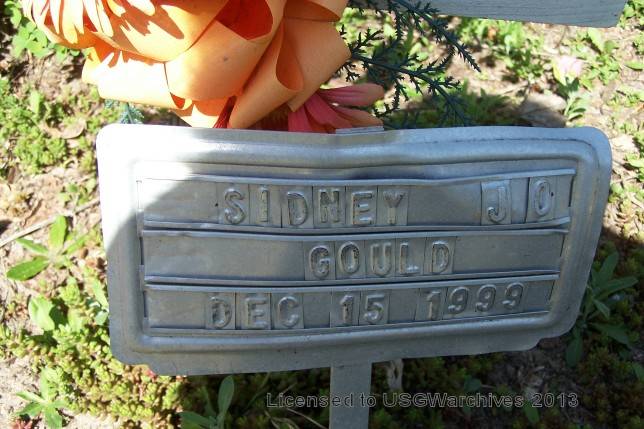 SIDNEY JO
GOULD
DEC 15 1999
Licensed to USGWarchives 2013